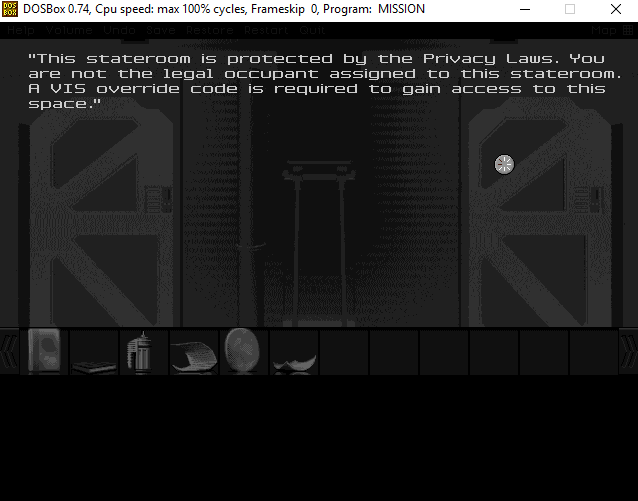 DOSBox 0.74, Cpu speed: max 100% cycles, Frameskip 0, Program: MISSION
Help Volume Undo Save Restore Restart Quit Map
"This stateroom is protected by the Privacy Laws. You
are not the legal occupant assigned to this stateroom.
A VIS override code is required to gain access to this
space."